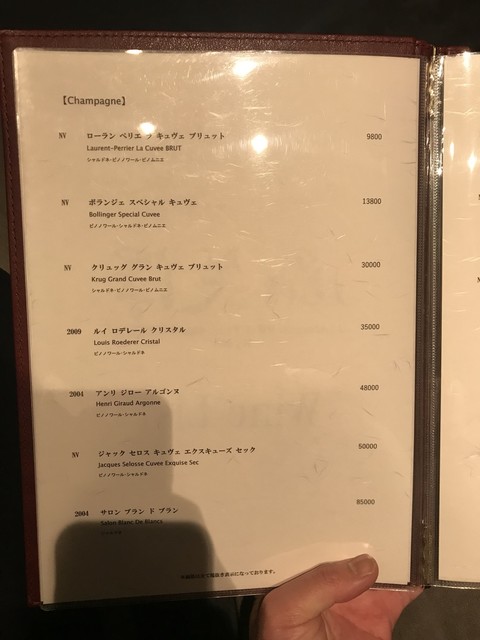 【Champagne】
NV ローラン ペリエ ラ キュヴェ ブリュット 9800
Laurent-Perrier La Cuvee BRUT
シャルドネ・ピノノワール・ピノムニエ
NV ボランジェ スペシャル キュヴェ 13800
Bollinger Special Cuvee
ピノノワール・シャルドネ・ピノムニエ
NV クリュッグ グラン キュヴェ ブリュット 30000
Krug Grand Cuvee Brut
シャルドネ・ピノノワール・ピノムニエ
2009 ルイ ロデレール クリスタル 35000
Louis Roederer Cristal
ピノノワール・シャルドネ
2004 アンリ ジロー アルゴンヌ 48000
Henri Giraud Argonne
ピノノワール・シャルドネ
NV ジャック セロス キュヴェ エクスキューズ セック 50000
Jacques Selosse Cuvee Exquise Sec
ピノノワール・シャルドネ
2004 サロン ブラン ド ブラン 85000
Salon Blanc De Blancs